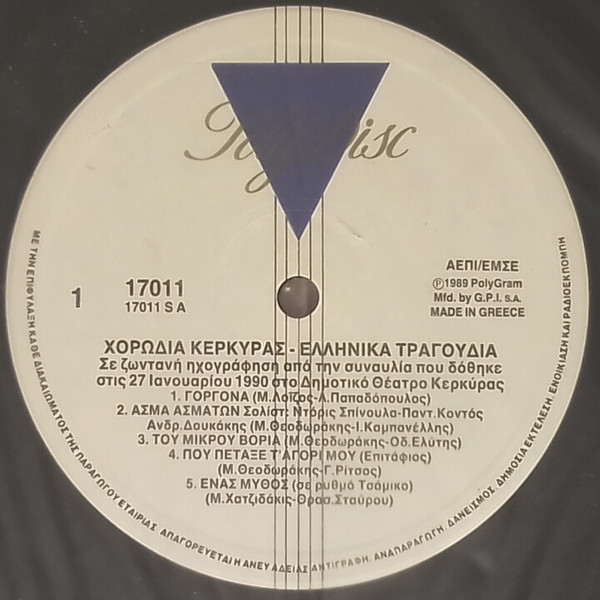 Disc
ΑΕΠΙ/ΕΜΣΕ
Ⓟ1989 PolyGram
Mfd. by G.P.I. S.A.
MADE IN GREECE
1
17011
17011 S A
ΧΟΡΩΔΙΑ ΚΕΡΚΥΡΑΣ - ΕΛΛΗΝΙΚΑ ΤΡΑΓΟΥΔΙΑ
Σε ζωντανή ηχογράφηση από την συναυλία που δόθηκε
στις 27 Ιανουαρίου 1990 στο Δημοτικό Θέατρο Κερκύρας
1. ΓΟΡΓΟΝΑ (Μ.Λοΐζος-Λ.Παπαδόπουλος)
2. ΑΣΜΑ ΑΣΜΑΤΩΝ Σολίστ: Ντόρις Σπίνουλα-Παντ.Κοντός
Ανδρ.Δουκάκης (Μ.Θεοδωράκης-Ι.Καμπανέλλης)
3. ΤΟΥ ΜΙΚΡΟΥ ΒΟΡΙΑ (Μ.Θεοδωράκης-Οδ.Ελύτης)
4. ΠΟΥ ΠΕΤΑΞΕ Τ'ΑΓΟΡΙ ΜΟΥ (Επιτάφιος)
(Μ.Θεοδωράκης-Γ.Ρίτσος)
5. ΕΝΑΣ ΜΥΘΟΣ (σε ρυθμό Τσάμικο)
(Μ.Χατζιδάκις-Θρασ.Σταύρου)
ΜΕ ΤΗΝ ΕΠΙΦΥΛΑΞΗ ΚΑΘΕ ΔΙΚΑΙΩΜΑΤΟΣ ΤΗΣ ΠΑΡΑΓΩΓΟΥ ΕΤΑΙΡΙΑΣ. ΑΠΑΓΟΡΕΥΕΤΑΙ Η ΑΝΕΥ ΑΔΕΙΑΣ ΑΝΤΙΓΡΑΦΗ. ΑΝΑΠΑΡΑΓΩΓΗ. ΔΑΝΕΙΣΜΟΣ. ΔΗΜΟΣΙΑ ΕΚΤΕΛΕΣΗ. ΕΝΟΙΚΙΑΣΗ ΚΑΙ ΡΑΔΙΟΕΚΠΟΜΠΗ